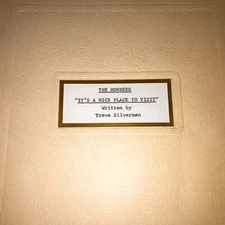 THE MONKEES
"IT'S A NICE PLACE TO VISIT"
Written by
Treva Silverman